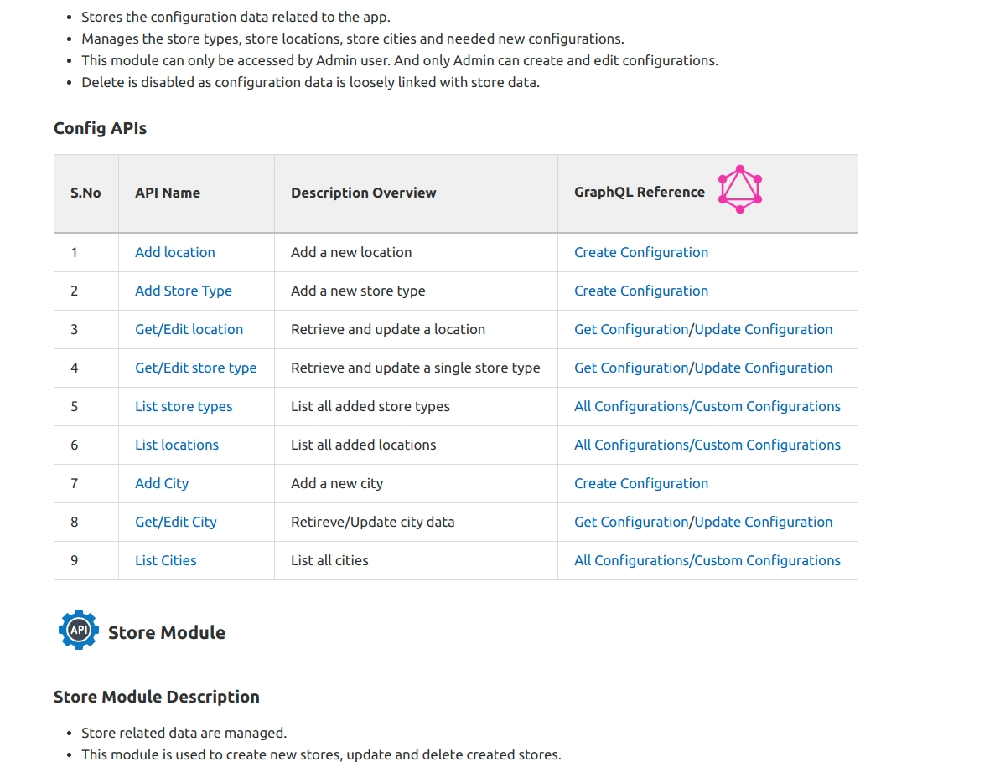 Stores the configuration data related to the app.
Manages the store types, store locations, store cities and needed new configurations.
This module can only be accessed by Admin user. And only Admin can create and edit configurations.
Delete is disabled as configuration data is loosely linked with store data.
Config APIs
S.No API Name Description Overview GraphQL Reference
1 Add location Add a new location Create Configuration
2 Add Store Type Add a new store type Create Configuration
3 Get/Edit location Retrieve and update a location Get Configuration/Update Configuration
4 Get/Edit store type Retrieve and update a single store type Get Configuration/Update Configuration
5 List store types List all added store types All Configurations/Custom Configurations
6 List locations List all added locations All Configurations/Custom Configurations
7 Add City Add a new city Create Configuration
8 Get/Edit City Retireve/Update city data Get Configuration/Update Configuration
9 List Cities List all cities All Configurations/Custom Configurations
API Store Module
Store Module Description
Store related data are managed.
This module is used to create new stores, update and delete created stores.